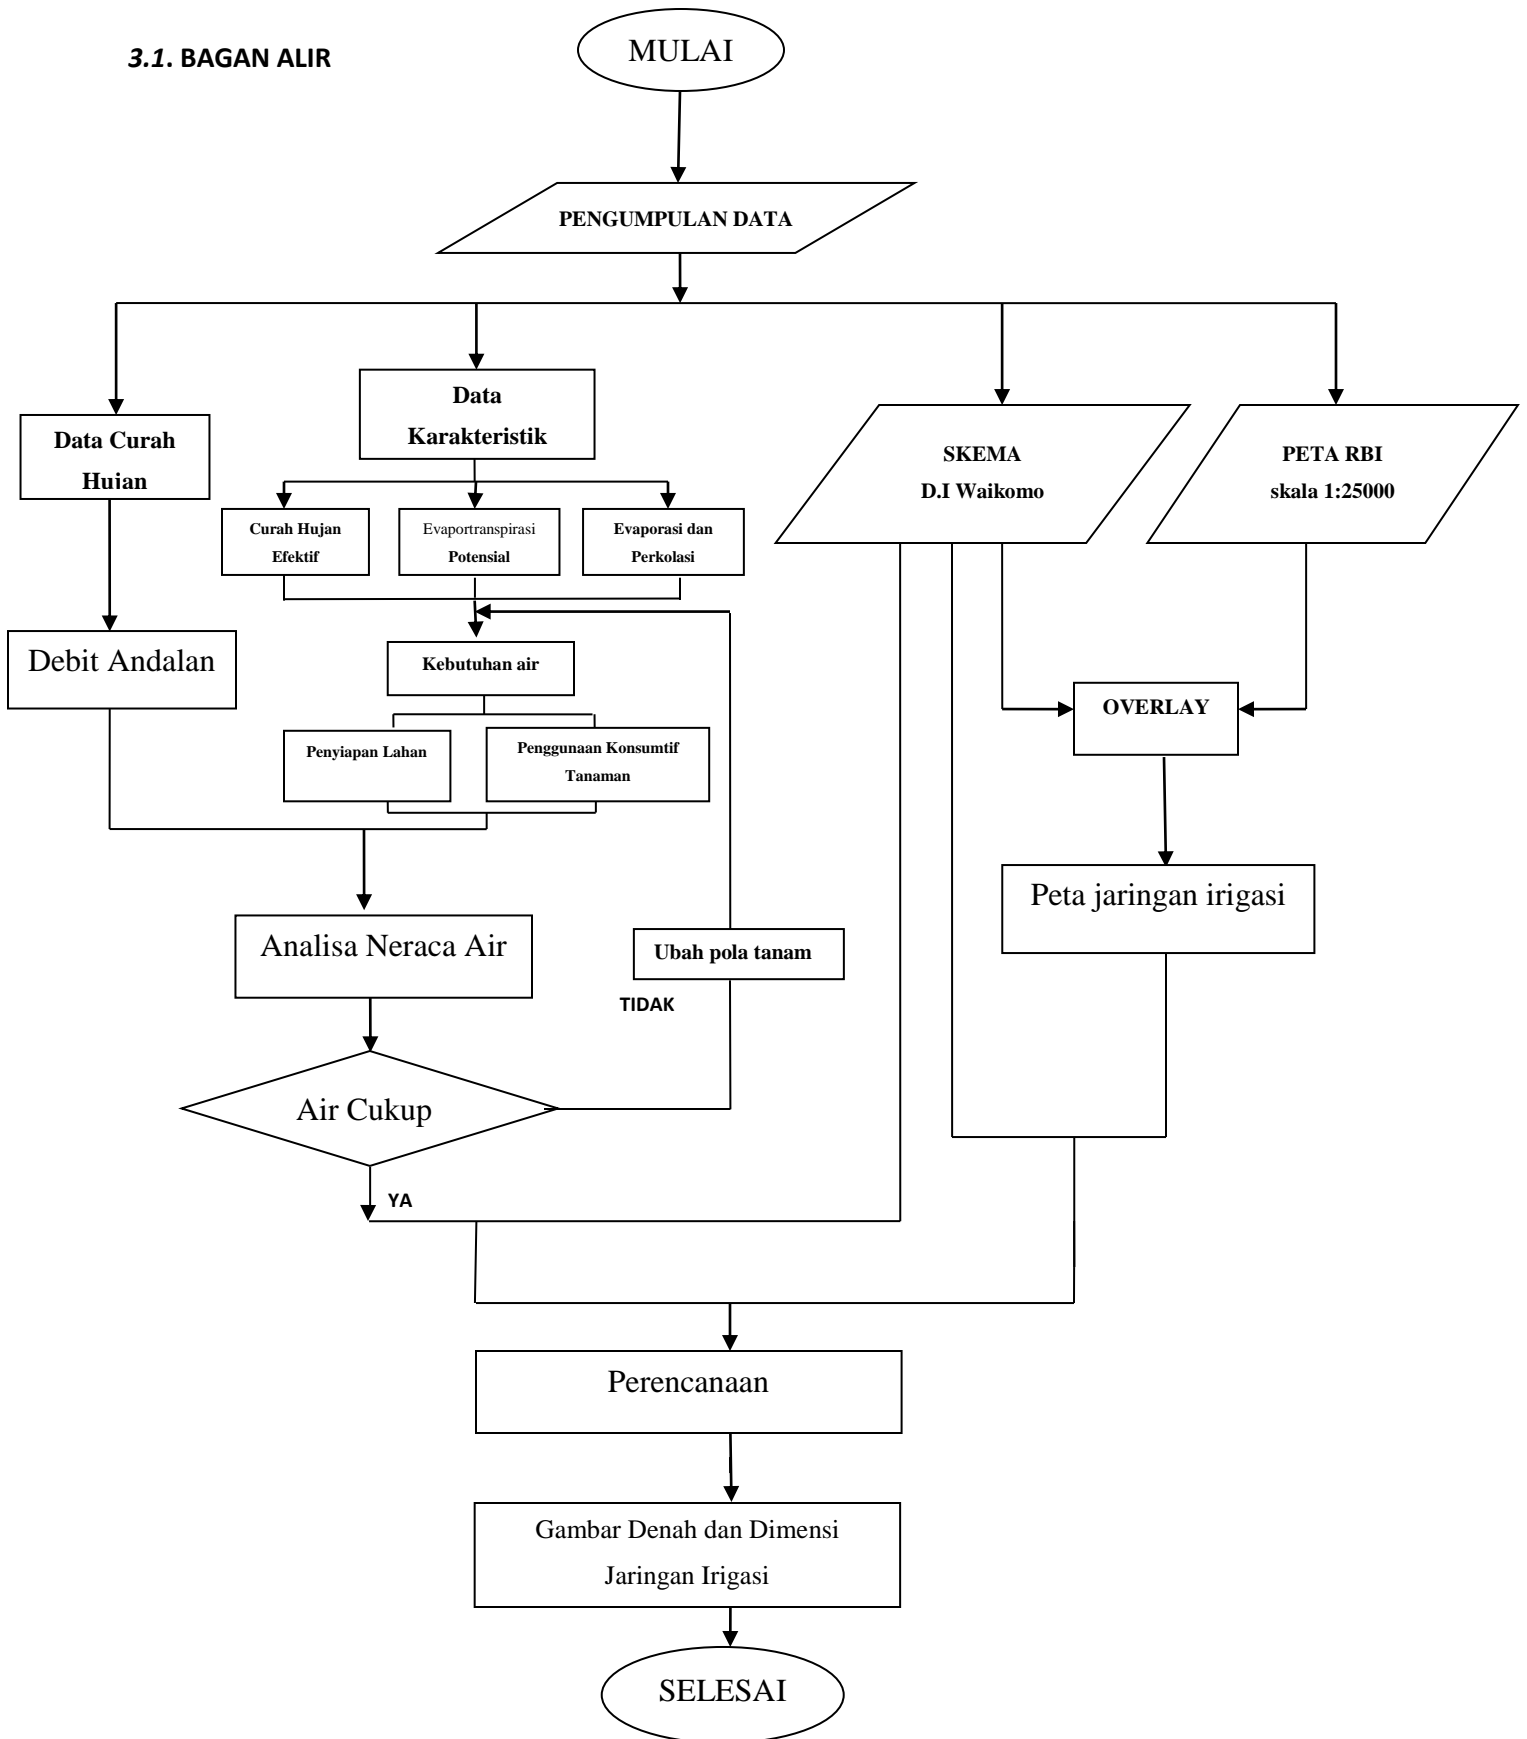 3.1. BAGAN ALIR
MULAI
PENGUMPULAN DATA
Data Curah
Huian
Data
Karakteristik
SKEMA
D.I Waikomo
PETA RBI
skala 1:25000
Curah Hujan
Efektif
Evaportranspirasi
Potensial
Evaporasi dan
Perkolasi
Debit Andalan
Kebutuhan air
OVERLAY
Penyiapan Lahan
Penggunaan Konsumtif
Tanaman
Peta jaringan irigasi
Analisa Neraca Air
Ubah pola tanam
TIDAK
Air Cukup
YA
Perencanaan
Gambar Denah dan Dimensi
Jaringan Irigasi
SELESAI